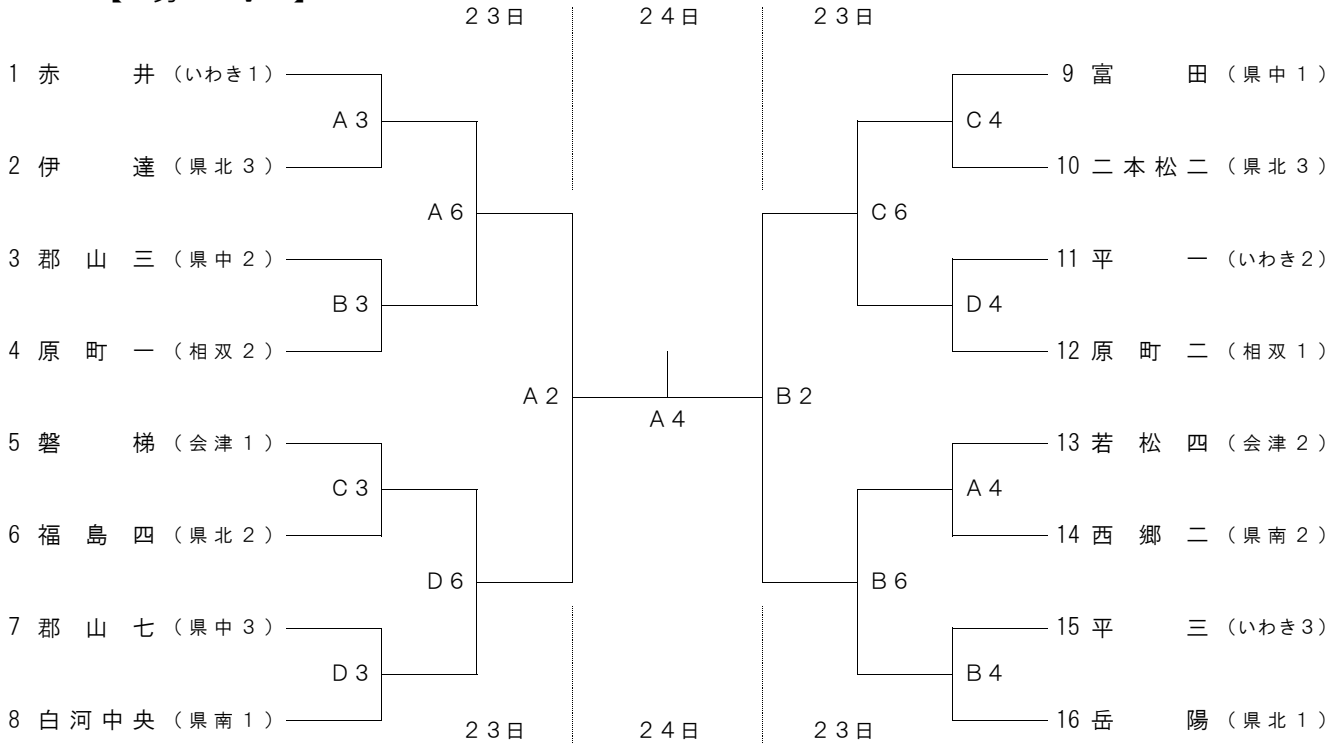 23日 24日 23日
1 赤井 (いわき1) 9 富田 (県中1)
A3 C4
2 伊達 (県北3) 10 二本松二 (県北3)
A6 C6
3 郡山三 (県中2) 11 平一 (いわき2)
B3 D4
4 原町一 (相双2) 12 原町二 (相双1)
A2 B2
A4
5 磐梯 (会津1) 13 若松四 (会津2)
C3 A4
6 福島四 (県北2) 14 西郷二 (県南2)
D6 B6
7 郡山七 (県中3) 15 平三 (いわき3)
D3 B4
8 白河中央 (県南1) 16 岳陽 (県北1)
23日 24日 23日